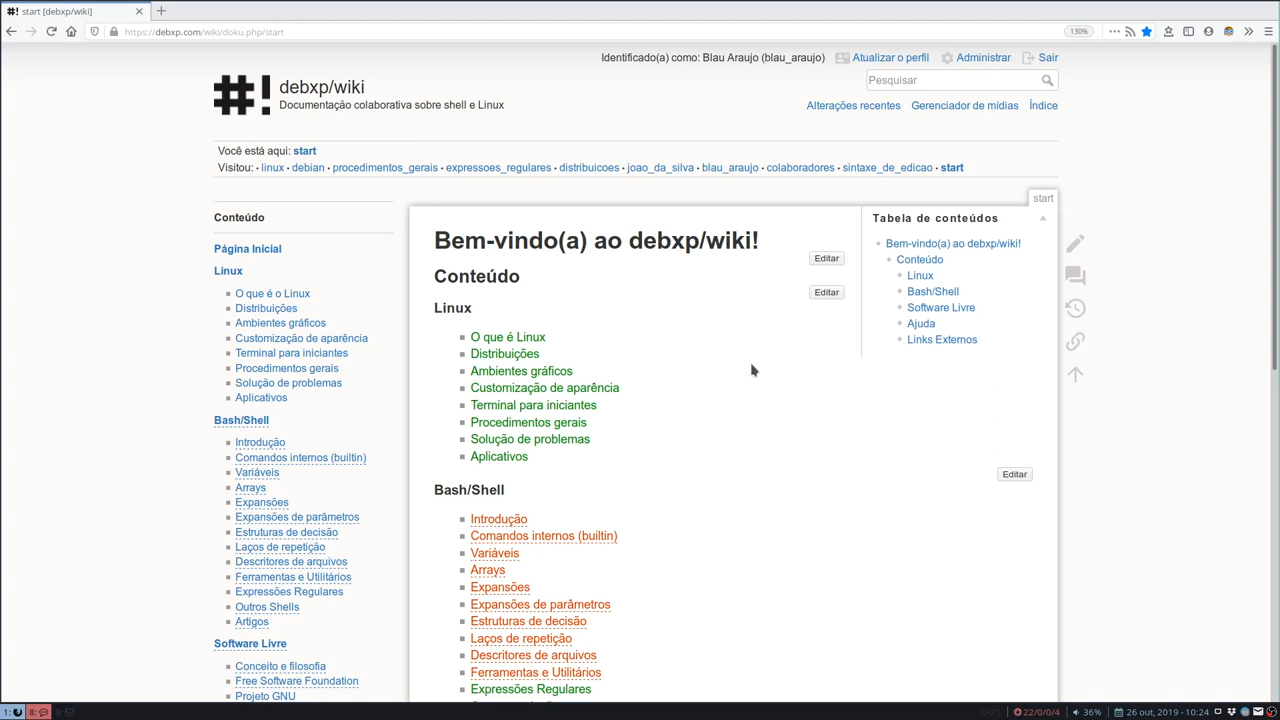 start [debxp/wiki]
https://debxp.com/wiki/doku.php/start
130%
Identificado(a) como: Blau Araujo (blau_araujo) Atualizar o perfil Administrar Sair
debxp/wiki
Documentação colaborativa sobre shell e Linux
Pesquisar
Alterações recentes Gerenciador de mídias Índice
Você está aqui: start
Visitou: • linux • debian • procedimentos_gerais • expressoes_regulares • distribuicoes • joao_da_silva • blau_araujo • colaboradores • sintaxe_de_edicao • start
start
Conteúdo
Página Inicial
Linux
O que é o Linux
Distribuições
Ambientes gráficos
Customização de aparência
Terminal para iniciantes
Procedimentos gerais
Solução de problemas
Aplicativos
Bash/Shell
Introdução
Comandos internos (builtin)
Variáveis
Arrays
Expansões
Expansões de parâmetros
Estruturas de decisão
Laços de repetição
Descritores de arquivos
Ferramentas e Utilitários
Expressões Regulares
Outros Shells
Artigos
Software Livre
Conceito e filosofia
Free Software Foundation
Projeto GNU
Bem-vindo(a) ao debxp/wiki!
Editar
Conteúdo
Editar
Linux
O que é Linux
Distribuições
Ambientes gráficos
Customização de aparência
Terminal para iniciantes
Procedimentos gerais
Solução de problemas
Aplicativos
Editar
Bash/Shell
Introdução
Comandos internos (builtin)
Variáveis
Arrays
Expansões
Expansões de parâmetros
Estruturas de decisão
Laços de repetição
Descritores de arquivos
Ferramentas e Utilitários
Expressões Regulares
Tabela de conteúdos
Bem-vindo(a) ao debxp/wiki!
Conteúdo
Linux
Bash/Shell
Software Livre
Ajuda
Links Externos
1: 8: 9: CAPS 22/0/0/4 36% 26 out, 2019 - 10:24